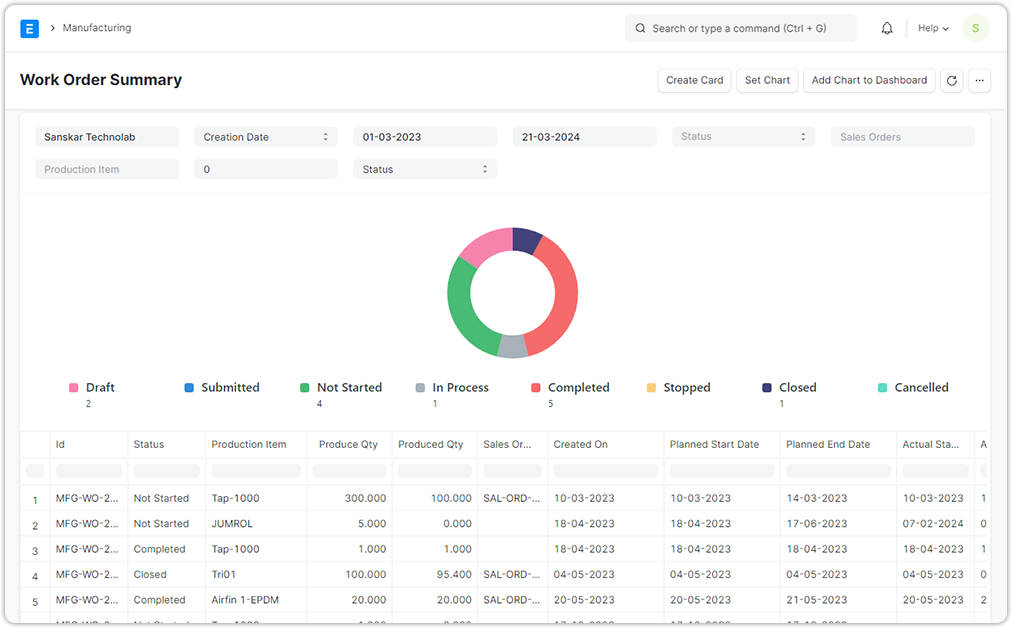 E > Manufacturing Search or type a command (Ctrl + G) Help S
Work Order Summary Create Card Set Chart Add Chart to Dashboard ...
Sanskar Technolab Creation Date 01-03-2023 21-03-2024 Status Sales Orders
Production Item 0 Status
Draft Submitted Not Started In Process Completed Stopped Closed Cancelled
2 4 1 5 1
Id Status Production Item Produce Qty Produced Qty Sales Or... Created On Planned Start Date Planned End Date Actual Sta... A
1 MFG-WO-2... Not Started Tap-1000 300.000 100.000 SAL-ORD-... 10-03-2023 10-03-2023 14-03-2023 10-03-2023 1
2 MFG-WO-2... Not Started JUMROL 5.000 0.000 18-04-2023 18-04-2023 17-06-2023 07-02-2024 0
3 MFG-WO-2... Completed Tap-1000 1.000 1.000 18-04-2023 18-04-2023 18-04-2023 18-04-2023 1
4 MFG-WO-2... Closed Tri01 100.000 95.400 SAL-ORD-... 04-05-2023 04-05-2023 04-05-2023 04-05-2023 0
5 MFG-WO-2... Completed Airfin 1-EPDM 20.000 20.000 SAL-ORD-... 20-05-2023 20-05-2023 21-05-2023 20-05-2023 2